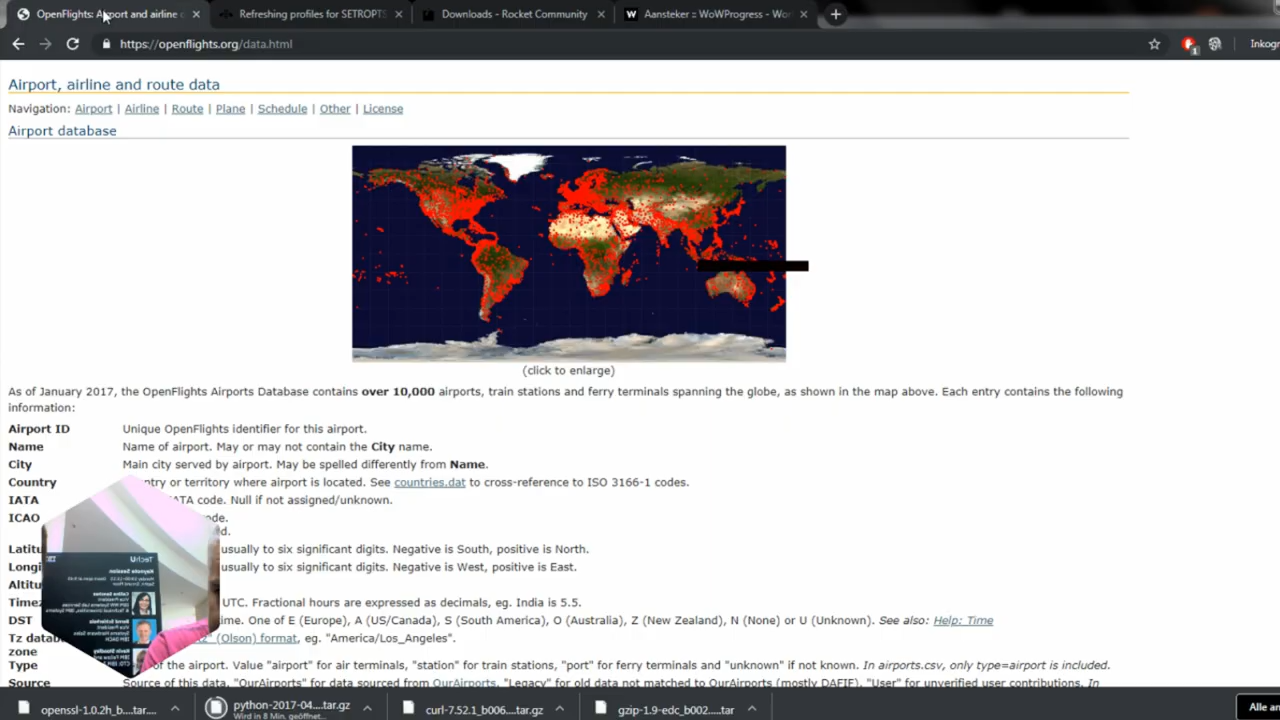 OpenFlights: Airport and airline
Refreshing profiles for SETROPTS
Downloads - Rocket Community
W Aansteker :: WoWProgress - Wor
https://openflights.org/data.html
1
Inkogn
Airport, airline and route data
Navigation: Airport | Airline | Route | Plane | Schedule | Other | License
Airport database
(click to enlarge)
As of January 2017, the OpenFlights Airports Database contains over 10,000 airports, train stations and ferry terminals spanning the globe, as shown in the map above. Each entry contains the following
information:
Airport ID Unique OpenFlights identifier for this airport.
Name Name of airport. May or may not contain the City name.
City Main city served by airport. May be spelled differently from Name.
Country ntry or territory where airport is located. See countries.dat to cross-reference to ISO 3166-1 codes.
IATA TA code. Null if not assigned/unknown.
ICAO de.
d.
Latitu usually to six significant digits. Negative is South, positive is North.
Longi usually to six significant digits. Negative is West, positive is East.
Altitu
Timez UTC. Fractional hours are expressed as decimals, eg. India is 5.5.
DST time. One of E (Europe), A (US/Canada), S (South America), O (Australia), Z (New Zealand), N (None) or U (Unknown). See also: Help: Time
Tz datab z" (Olson) format, eg. "America/Los_Angeles".
zone
Type of the airport. Value "airport" for air terminals, "station" for train stations, "port" for ferry terminals and "unknown" if not known. In airports.csv, only type=airport is included.
Source Source of this data. "OurAirports" for data sourced from OurAirports, "Legacy" for old data not matched to OurAirports (mostly DAFIF), "User" for unverified user contributions. In
TechU
Keynote Session
openssl-1.0.2h_b....tar....
python-2017-04....tar.gz
Wird in 8 Min. geöffnet...
curl-7.52.1_b006....tar.gz
gzip-1.9-edc_b002....tar
Alle an